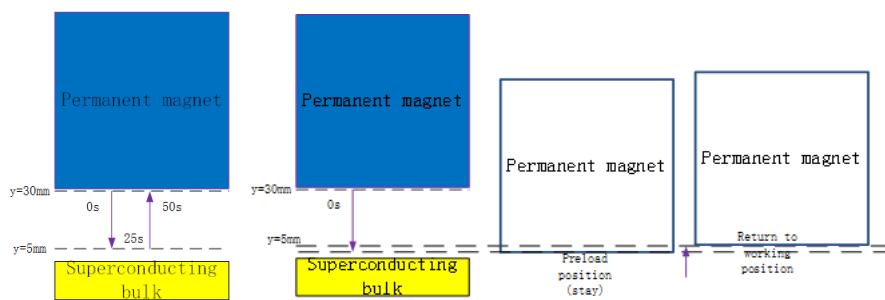 Permanent magnet
y=30mm
0s
50s
25s
y=5mm
Superconducting
bulk
Permanent magnet
y=30mm
0s
y=5mm
Superconducting
bulk
Permanent magnet
Preload
position
(stay)
Permanent magnet
Return to
working
position